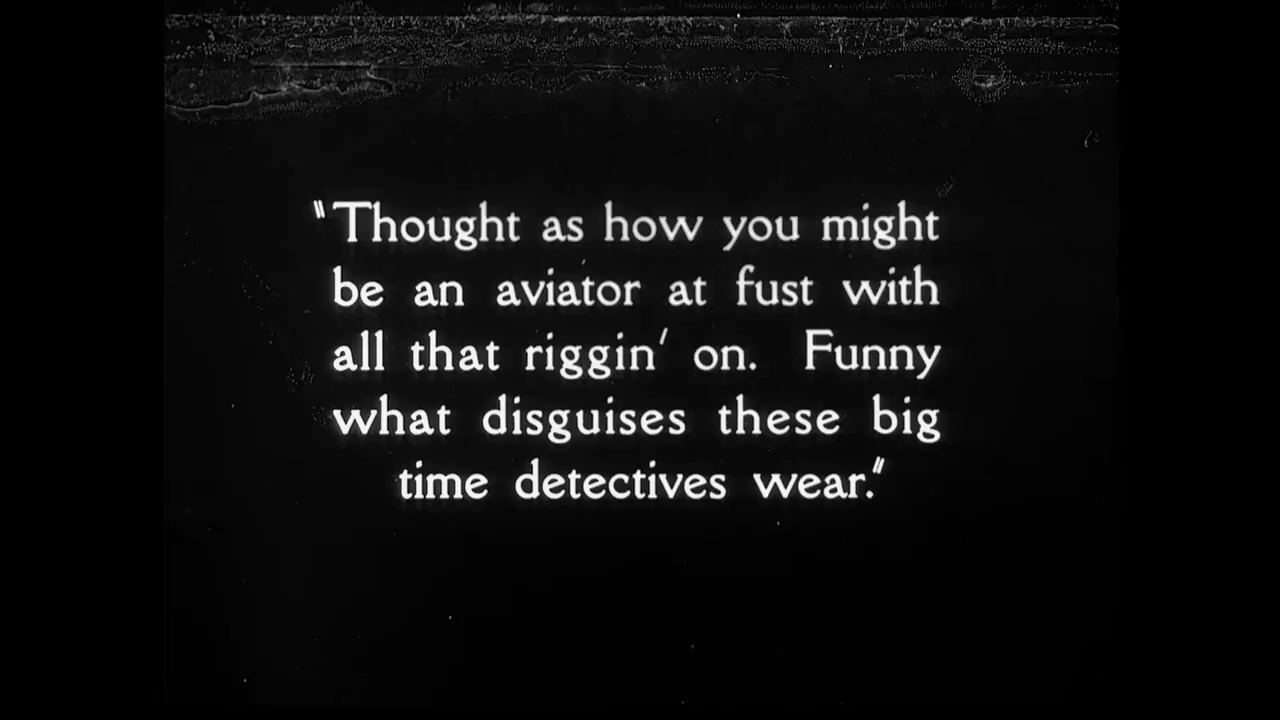 "Thought as how you might
be an aviator at fust with
all that riggin' on. Funny
what disguises these big
time detectives wear."